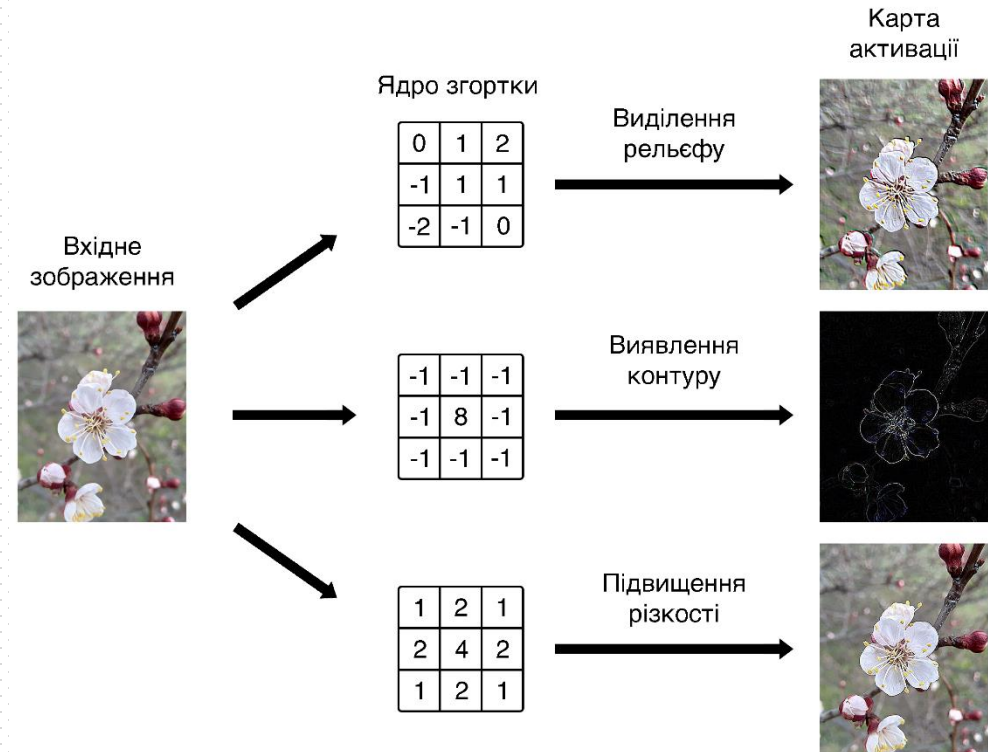 Карта
активації
Ядро згортки
0 1 2
-1 1 1
-2 -1 0
Виділення
рельєфу
Вхідне
зображення
-1 -1 -1
-1 8 -1
-1 -1 -1
Виявлення
контуру
1 2 1
2 4 2
1 2 1
Підвищення
різкості